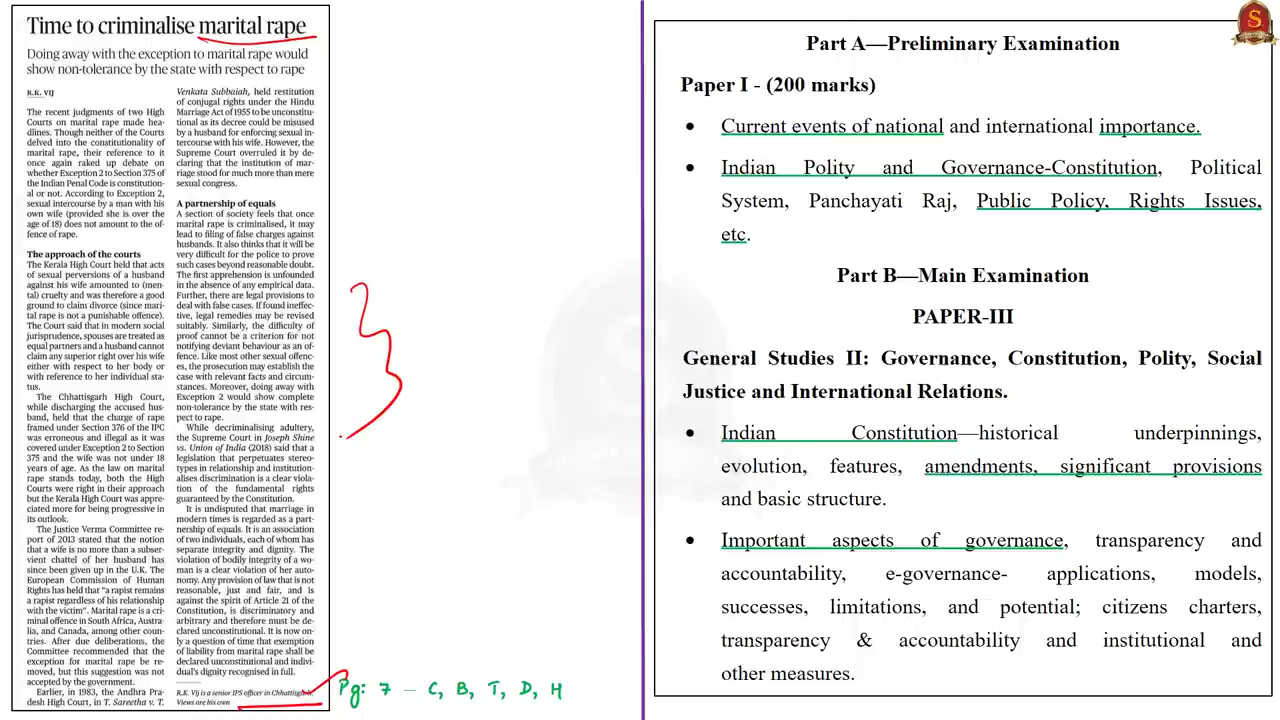 Time to criminalise marital rape
Doing away with the exception to marital rape would
show non-tolerance by the state with respect to rape
R.K. VIJ
The recent judgments of two High
Courts on marital rape made hea-
dlines. Though neither of the Courts
delved into the constitutionality of
marital rape, their reference to it
once again raked up debate on
whether Exception 2 to Section 375 of
the Indian Penal Code is constitution-
al or not. According to Exception 2,
sexual intercourse by a man with his
own wife (provided she is over the
age of 18) does not amount to the of-
fence of rape.
The approach of the courts
The Kerala High Court held that acts
of sexual perversions of a husband
against his wife amounted to (men-
tal) cruelty and was therefore a good
ground to claim divorce (since mari-
tal rape is not a punishable offence).
The Court said that in modern social
jurisprudence, spouses are treated as
equal partners and a husband cannot
claim any superior right over his wife
either with respect to her body or
with reference to her individual sta-
tus.
The Chhattisgarh High Court,
while discharging the accused hus-
band, held that the charge of rape
framed under Section 376 of the IPC
was erroneous and illegal as it was
covered under Exception 2 to Section
375 and the wife was not under 18
years of age. As the law on marital
rape stands today, both the High
Courts were right in their approach
but the Kerala High Court was appre-
ciated more for being progressive in
its outlook.
The Justice Verma Committee re-
port of 2013 stated that the notion
that a wife is no more than a subser-
vient chattel of her husband has
since been given up in the U.K. The
European Commission of Human
Rights has held that “a rapist remains
a rapist regardless of his relationship
with the victim”. Marital rape is a cri-
minal offence in South Africa, Austra-
lia, and Canada, among other coun-
tries. After due deliberations, the
Committee recommended that the
exception for marital rape be re-
moved, but this suggestion was not
accepted by the government.
Earlier, in 1983, the Andhra Pra-
desh High Court, in T. Sareetha v. T.
Venkata Subbaiah, held restitution
of conjugal rights under the Hindu
Marriage Act of 1955 to be unconstitu-
tional as its decree could be misused
by a husband for enforcing sexual in-
tercourse with his wife. However, the
Supreme Court overruled it by de-
claring that the institution of mar-
riage stood for much more than mere
sexual congress.
A partnership of equals
A section of society feels that once
marital rape is criminalised, it may
lead to filing of false charges against
husbands. It also thinks that it will be
very difficult for the police to prove
such cases beyond reasonable doubt.
The first apprehension is unfounded
in the absence of any empirical data.
Further, there are legal provisions to
deal with false cases. If found ineffec-
tive, legal remedies may be revised
suitably. Similarly, the difficulty of
proof cannot be a criterion for not
notifying deviant behaviour as an of-
fence. Like most other sexual offenc-
es, the prosecution may establish the
case with relevant facts and circum-
stances. Moreover, doing away with
Exception 2 would show complete
non-tolerance by the state with res-
pect to rape.
While decriminalising adultery,
the Supreme Court in Joseph Shine
vs. Union of India (2018) said that a
legislation that perpetuates stereo-
types in relationship and institution-
alises discrimination is a clear viola-
tion of the fundamental rights
guaranteed by the Constitution.
It is undisputed that marriage in
modern times is regarded as a part-
nership of equals. It is an association
of two individuals, each of whom has
separate integrity and dignity. The
violation of bodily integrity of a wo-
man is a clear violation of her auto-
nomy. Any provision of law that is not
reasonable, just and fair, and is
against the spirit of Article 21 of the
Constitution, is discriminatory and
arbitrary and therefore must be de-
clared unconstitutional. It is now on-
ly a question of time that exemption
of liability from marital rape shall be
declared unconstitutional and indivi-
dual’s dignity recognised in full.
R.K. Vij is a senior IPS officer in Chhattisgarh.
Views are his own
Pg: 7 – C, B, T, D, H
Part A—Preliminary Examination
Paper I - (200 marks)
• Current events of national and international importance.
• Indian Polity and Governance-Constitution, Political
System, Panchayati Raj, Public Policy, Rights Issues,
etc.
Part B—Main Examination
PAPER-III
General Studies II: Governance, Constitution, Polity, Social
Justice and International Relations.
• Indian Constitution—historical underpinnings,
evolution, features, amendments, significant provisions
and basic structure.
• Important aspects of governance, transparency and
accountability, e-governance- applications, models,
successes, limitations, and potential; citizens charters,
transparency & accountability and institutional and
other measures.
S